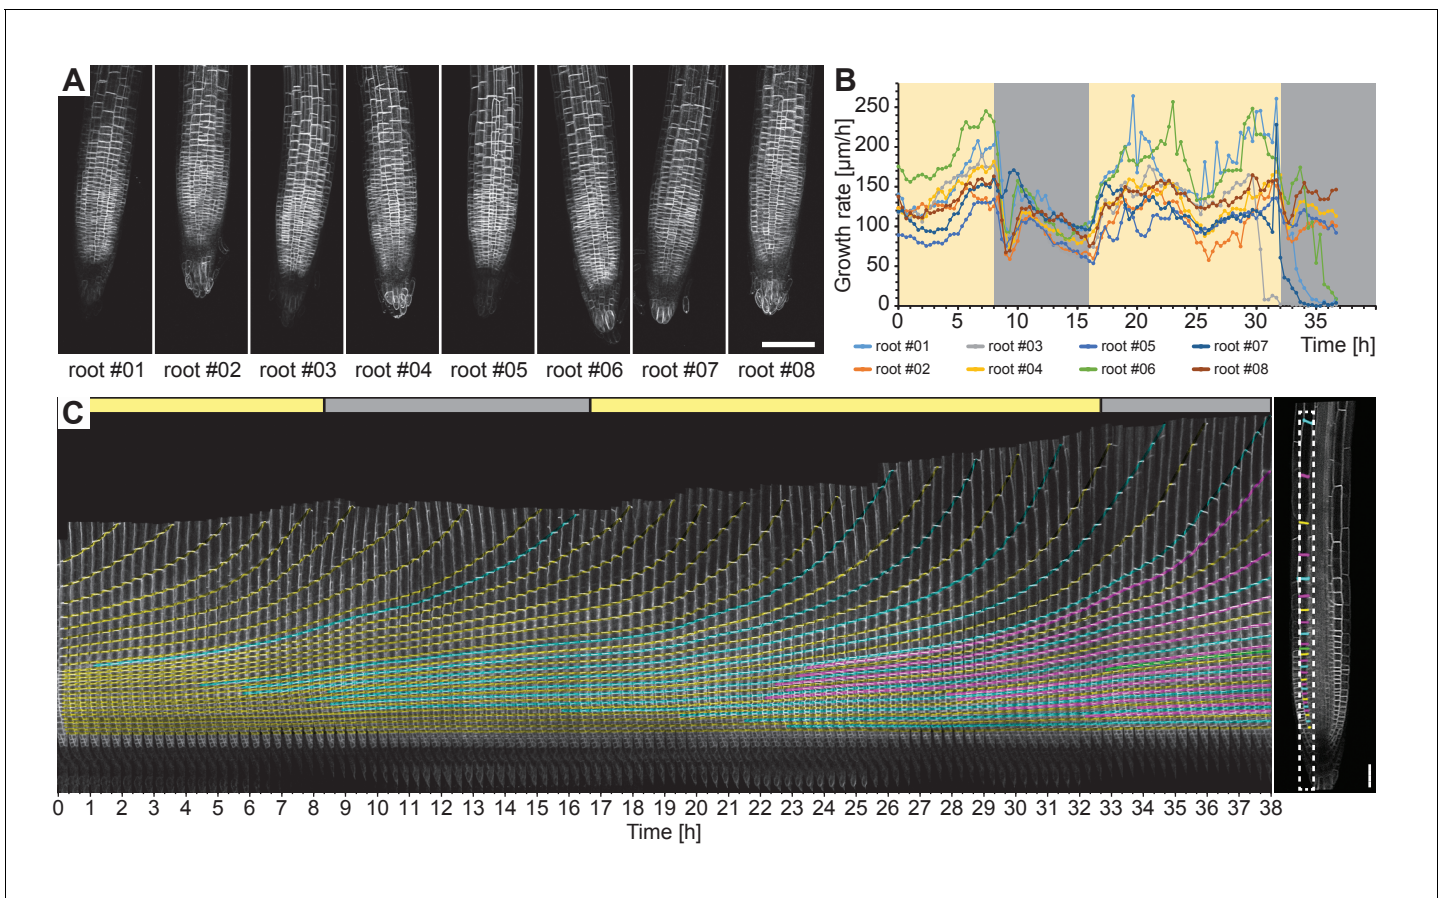 A
root #01 root #02 root #03 root #04 root #05 root #06 root #07 root #08
B
Growth rate [µm/h]
250
200
150
100
50
0
0 5 10 15 20 25 30 35
Time [h]
root #01 root #03 root #05 root #07
root #02 root #04 root #06 root #08
C
0 1 2 3 4 5 6 7 8 9 10 11 12 13 14 15 16 17 18 19 20 21 22 23 24 25 26 27 28 29 30 31 32 33 34 35 36 37 38
Time [h]